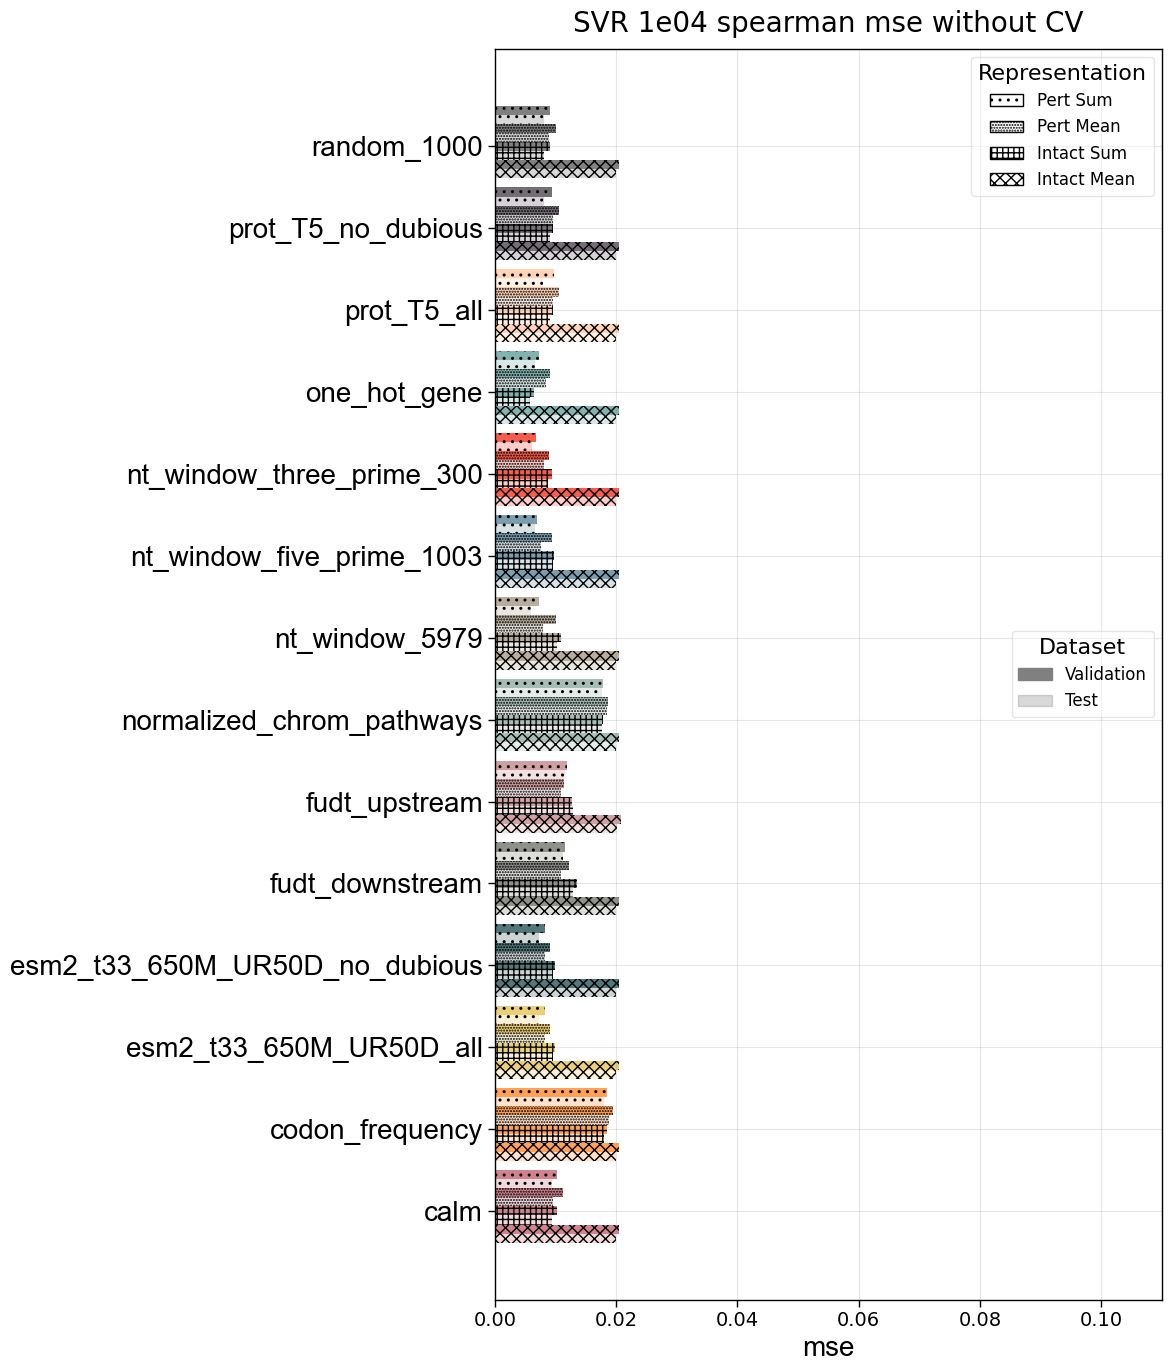 SVR 1e04 spearman mse without CV
Representation
Pert Sum
Pert Mean
Intact Sum
Intact Mean
random_1000
prot_T5_no_dubious
prot_T5_all
one_hot_gene
nt_window_three_prime_300
nt_window_five_prime_1003
nt_window_5979
Dataset
Validation
Test
normalized_chrom_pathways
fudt_upstream
fudt_downstream
esm2_t33_650M_UR50D_no_dubious
esm2_t33_650M_UR50D_all
codon_frequency
calm
0.00 0.02 0.04 0.06 0.08 0.10
mse